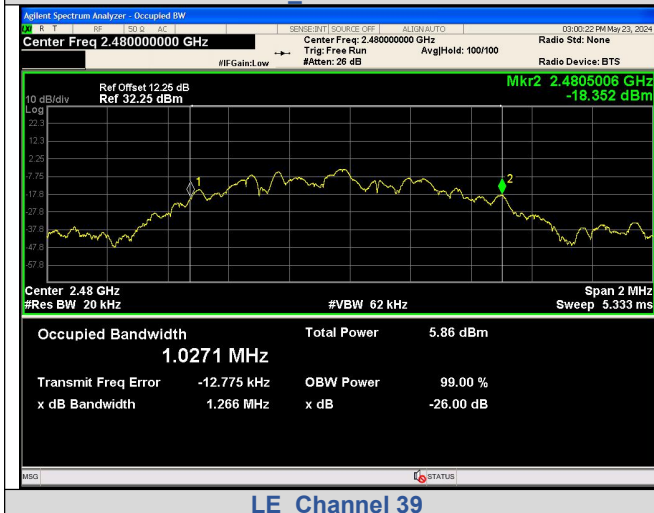 Agilent Spectrum Analyzer - Occupied BW
R T RF 50 Ω AC SENSE:INT SOURCE OFF ALIGN AUTO 03:00:22 PM May 23, 2024
Center Freq 2.480000000 GHz Center Freq: 2.480000000 GHz Radio Std: None
Trig: Free Run Avg|Hold: 100/100
#IFGain:Low #Atten: 26 dB Radio Device: BTS
Mkr2 2.4805006 GHz
-18.352 dBm
Ref Offset 12.25 dB
10 dB/div Ref 32.25 dBm
Log
22.3
12.3
2.25
-7.75
-17.8
-27.8
-37.8
-47.8
-57.8
1
2
Center 2.48 GHz Span 2 MHz
#Res BW 20 kHz #VBW 62 kHz Sweep 5.333 ms
Occupied Bandwidth Total Power 5.86 dBm
1.0271 MHz
Transmit Freq Error -12.775 kHz OBW Power 99.00 %
x dB Bandwidth 1.266 MHz x dB -26.00 dB
MSG STATUS
LE Channel 39